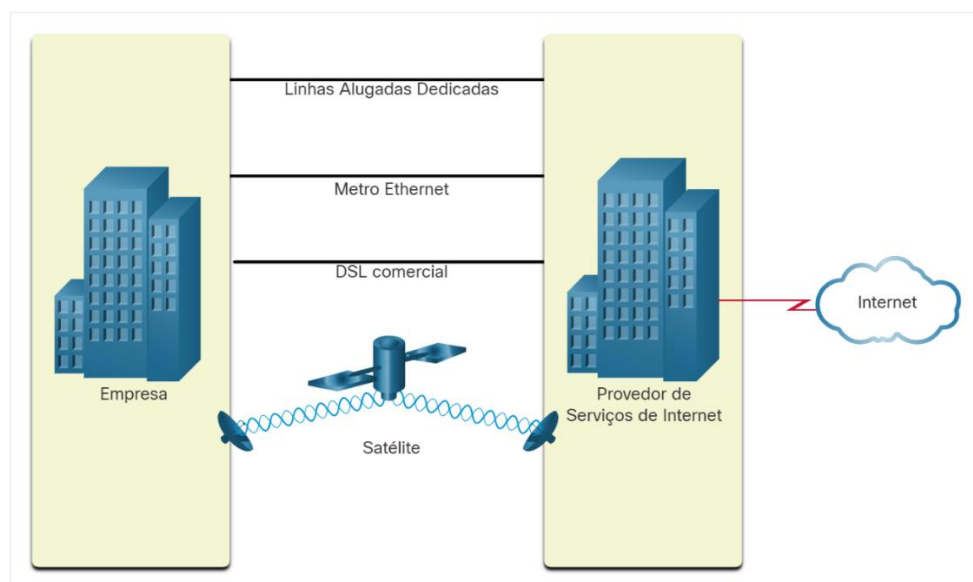 Linhas Alugadas Dedicadas
Metro Ethernet
DSL comercial
Internet
Empresa
Provedor de
Serviços de Internet
Satélite